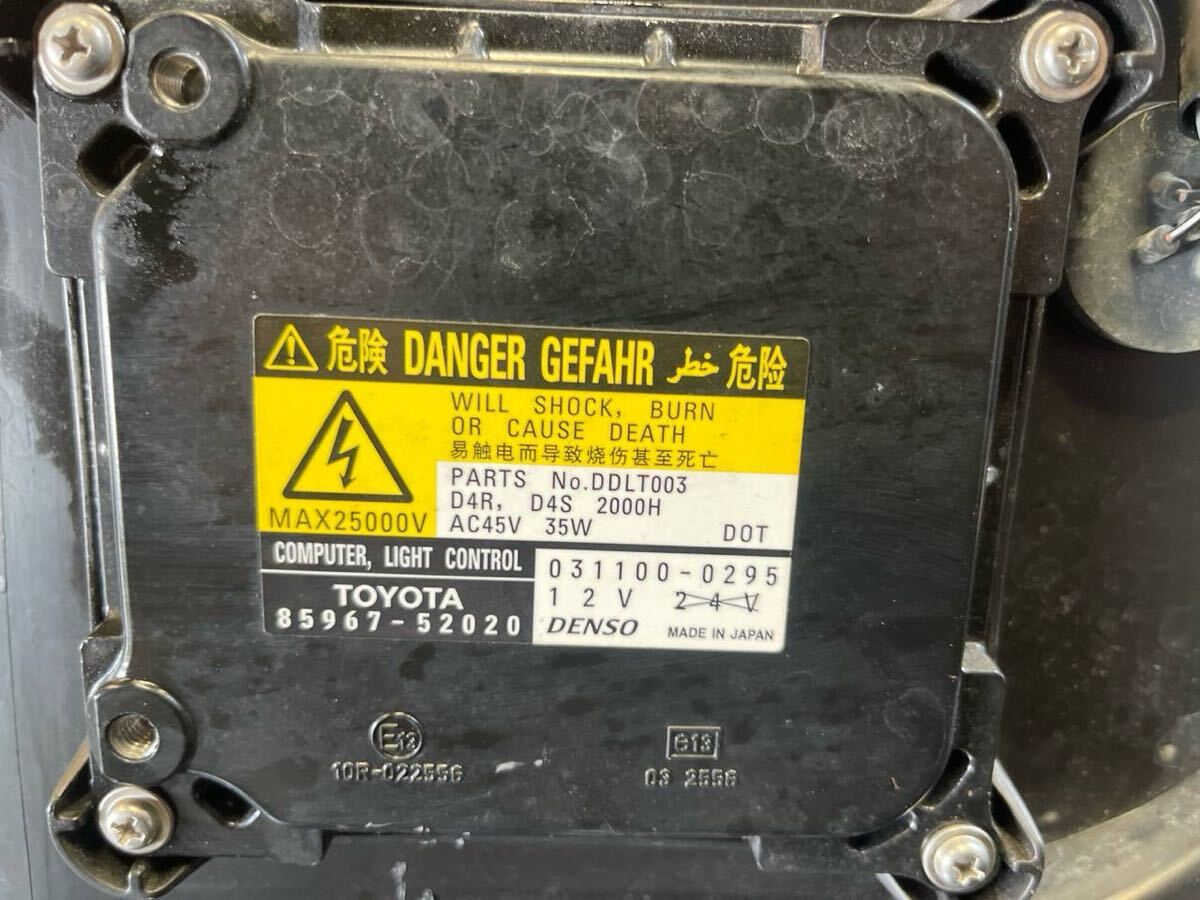 危険 DANGER GEFAHR خطر 危险
WILL SHOCK, BURN
OR CAUSE DEATH
易触电而导致烧伤甚至死亡
MAX25000V
PARTS No.DDLT003
D4R, D4S 2000H
AC45V 35W DOT
COMPUTER, LIGHT CONTROL
TOYOTA
85967-52020
031100-0295
12V 24V
DENSO MADE IN JAPAN
E13
10R-022556
e13
03 2556